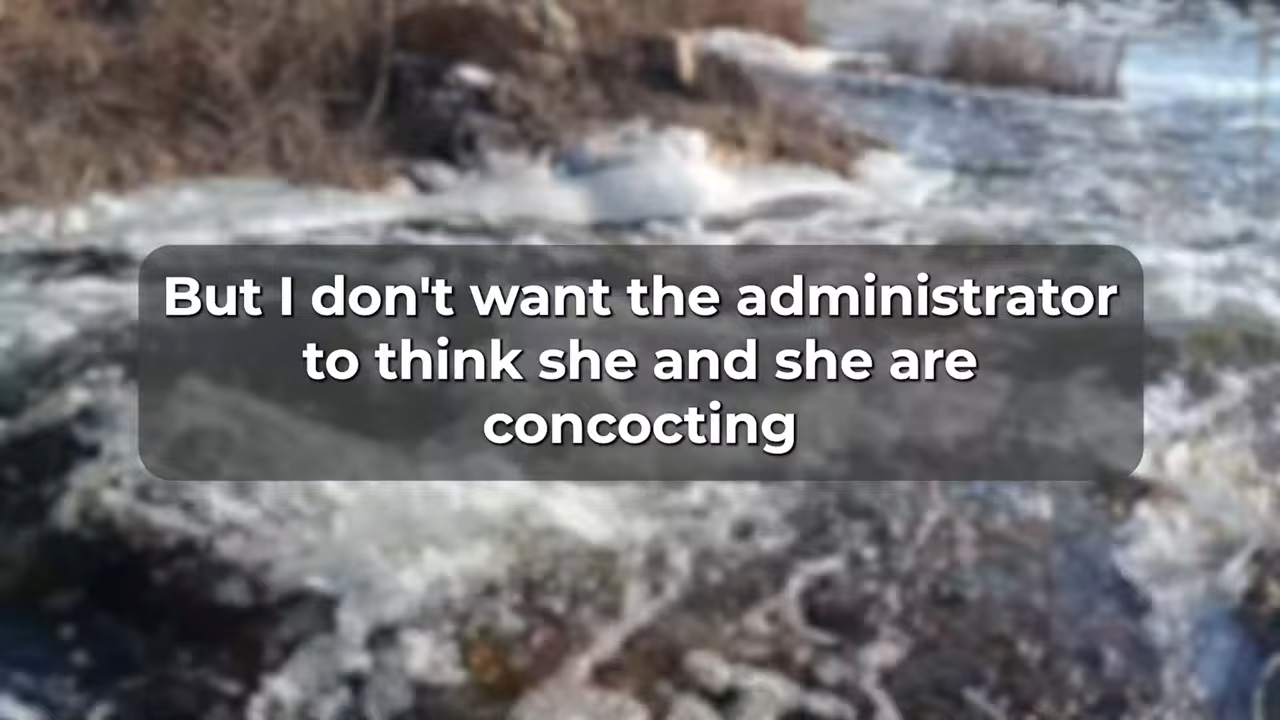 But I don't want the administrator
to think she and she are
concocting